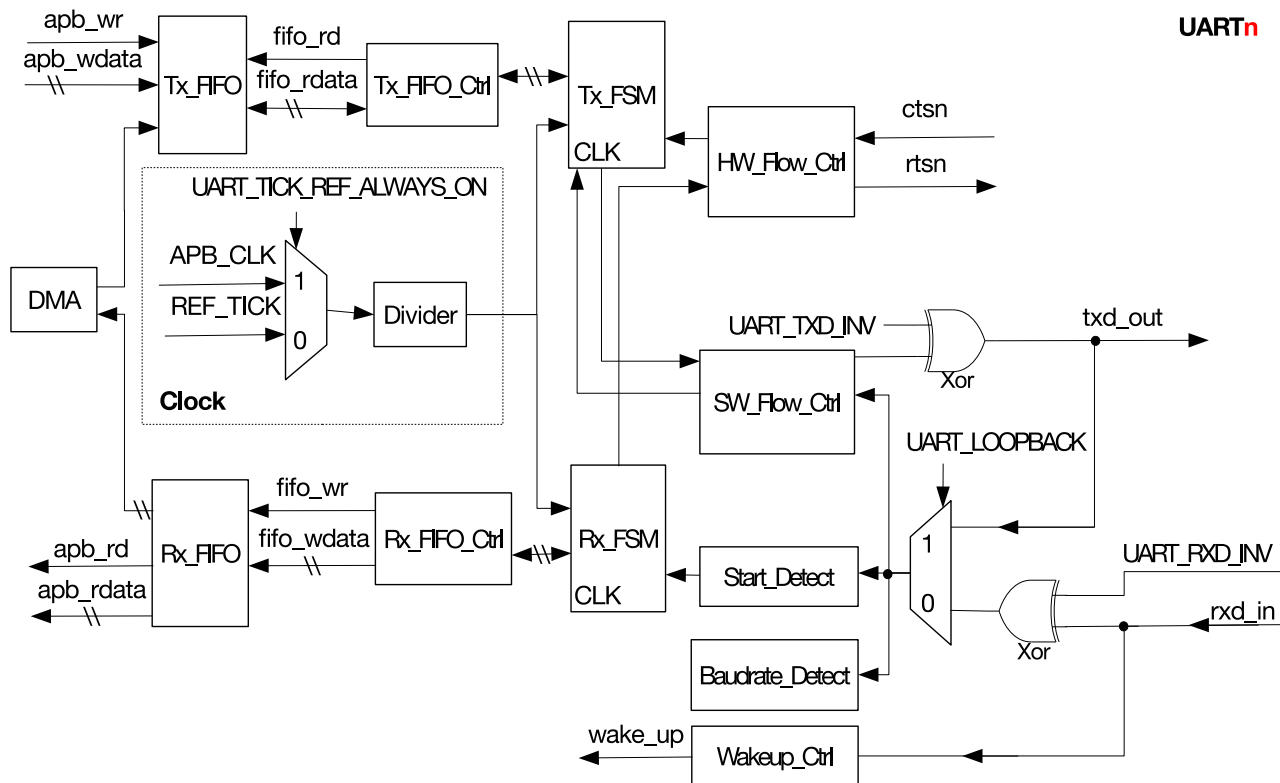 apb_wr
UARTn
apb_wdata
Tx_FIFO
fifo_rd
fifo_rdata
Tx_FIFO_Ctrl
Tx_FSM
CLK
HW_Flow_Ctrl
ctsn
rtsn
UART_TICK_REF_ALWAYS_ON
APB_CLK
REF_TICK
1
0
Divider
Clock
DMA
UART_TXD_INV
Xor
txd_out
SW_Flow_Ctrl
UART_LOOPBACK
1
0
UART_RXD_INV
rxd_in
Xor
fifo_wr
fifo_wdata
Rx_FIFO
apb_rd
apb_rdata
Rx_FIFO_Ctrl
Rx_FSM
CLK
Start_Detect
Baudrate_Detect
wake_up
Wakeup_Ctrl